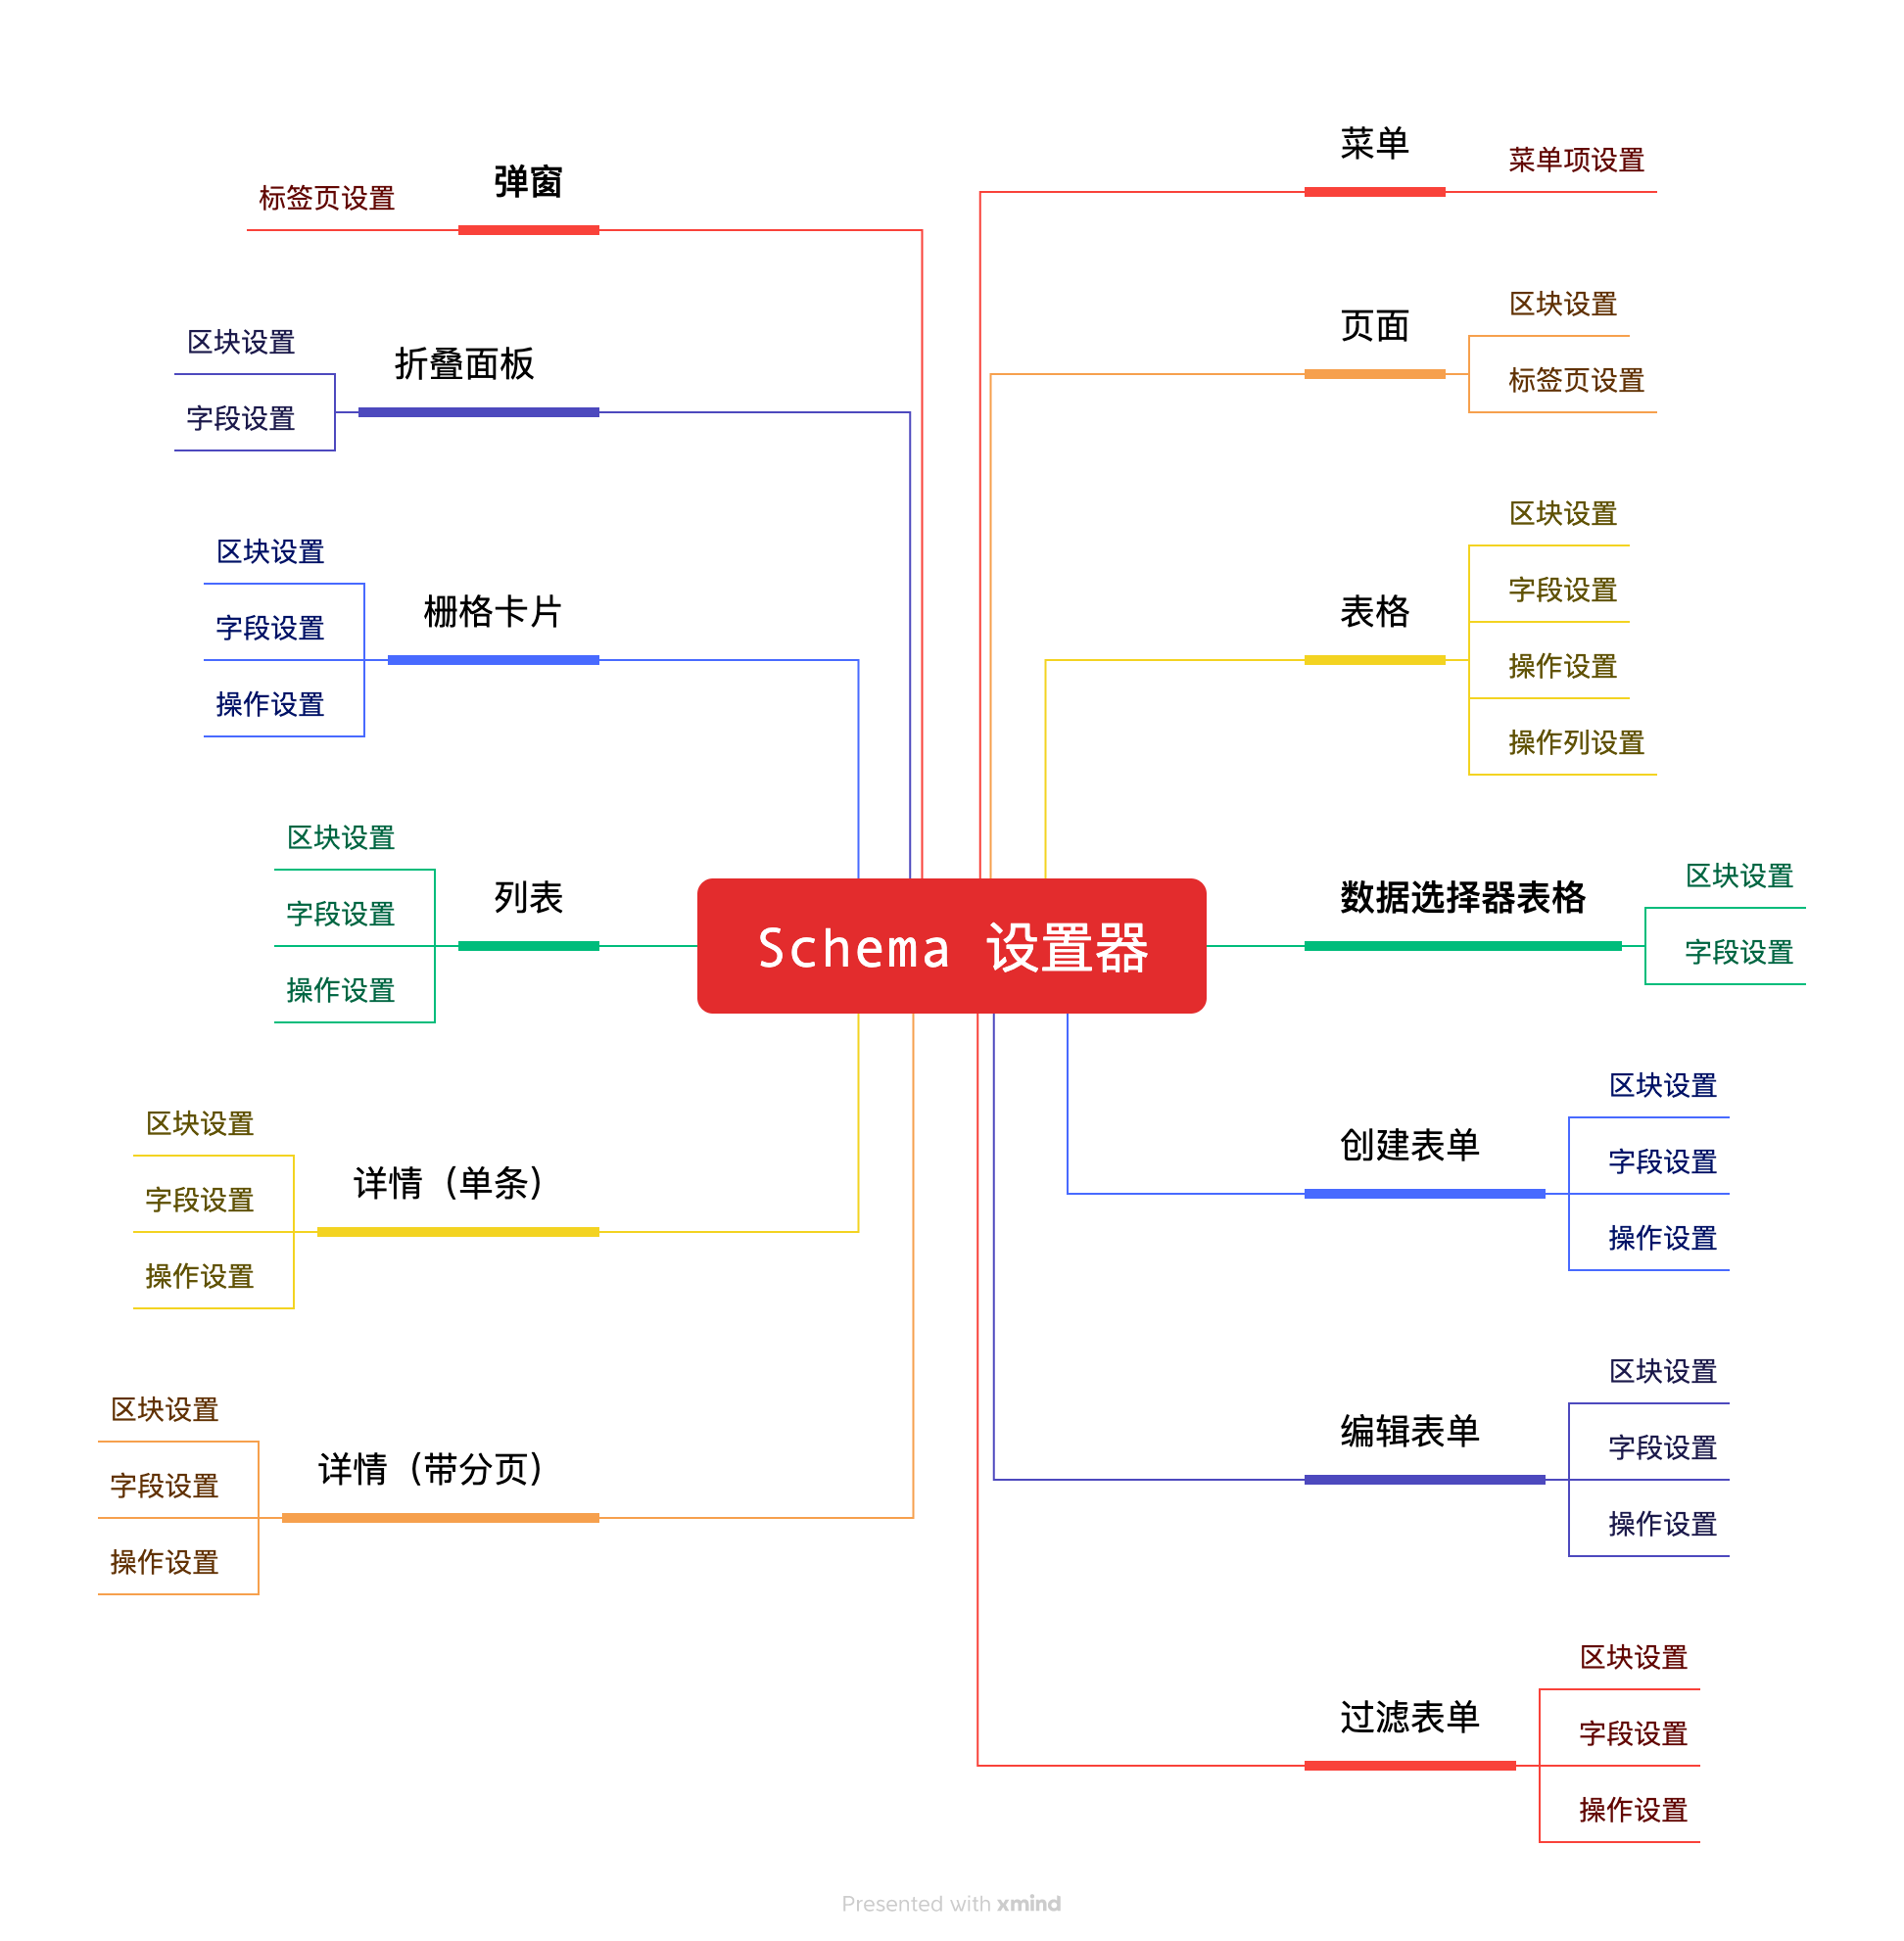 Schema 设置器
菜单
菜单项设置
页面
区块设置
标签页设置
表格
区块设置
字段设置
操作设置
操作列设置
数据选择器表格
区块设置
字段设置
创建表单
区块设置
字段设置
操作设置
编辑表单
区块设置
字段设置
操作设置
过滤表单
区块设置
字段设置
操作设置
弹窗
标签页设置
折叠面板
区块设置
字段设置
栅格卡片
区块设置
字段设置
操作设置
列表
区块设置
字段设置
操作设置
详情（单条）
区块设置
字段设置
操作设置
详情（带分页）
区块设置
字段设置
操作设置
Presented with xmind